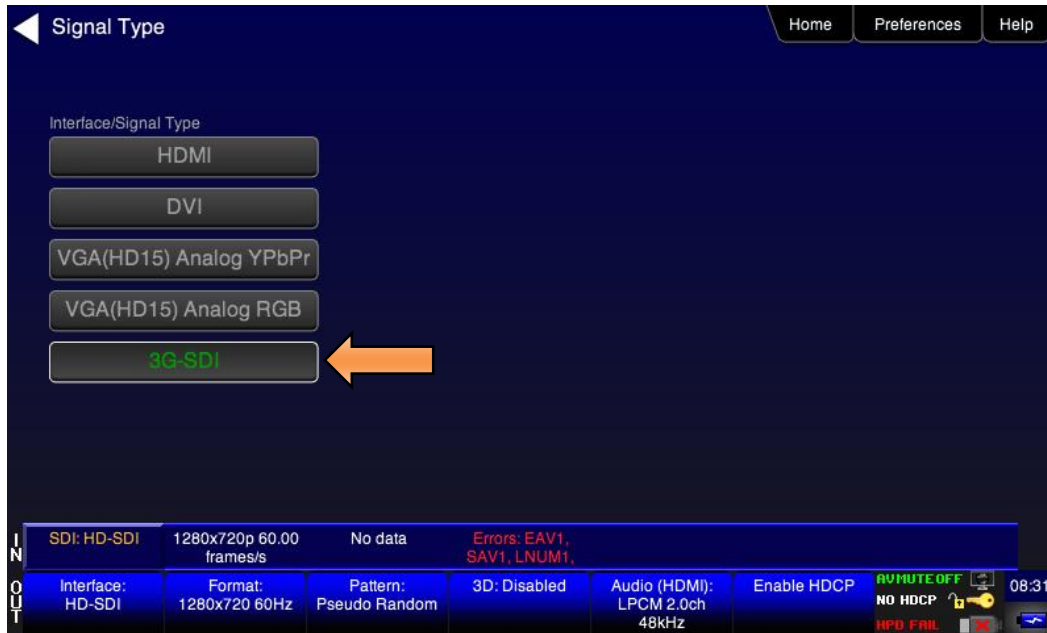 Signal Type
Home
Preferences
Help
Interface/Signal Type
HDMI
DVI
VGA(HD15) Analog YPbPr
VGA(HD15) Analog RGB
3G-SDI
IN
SDI: HD-SDI
1280x720p 60.00
frames/s
No data
Errors: EAV1,
SAV1, LNUM1,
OUT
Interface:
HD-SDI
Format:
1280x720 60Hz
Pattern:
Pseudo Random
3D: Disabled
Audio (HDMI):
LPCM 2.0ch
48kHz
Enable HDCP
AVMUTEOFF
NO HDCP
HPD FAIL
08:31